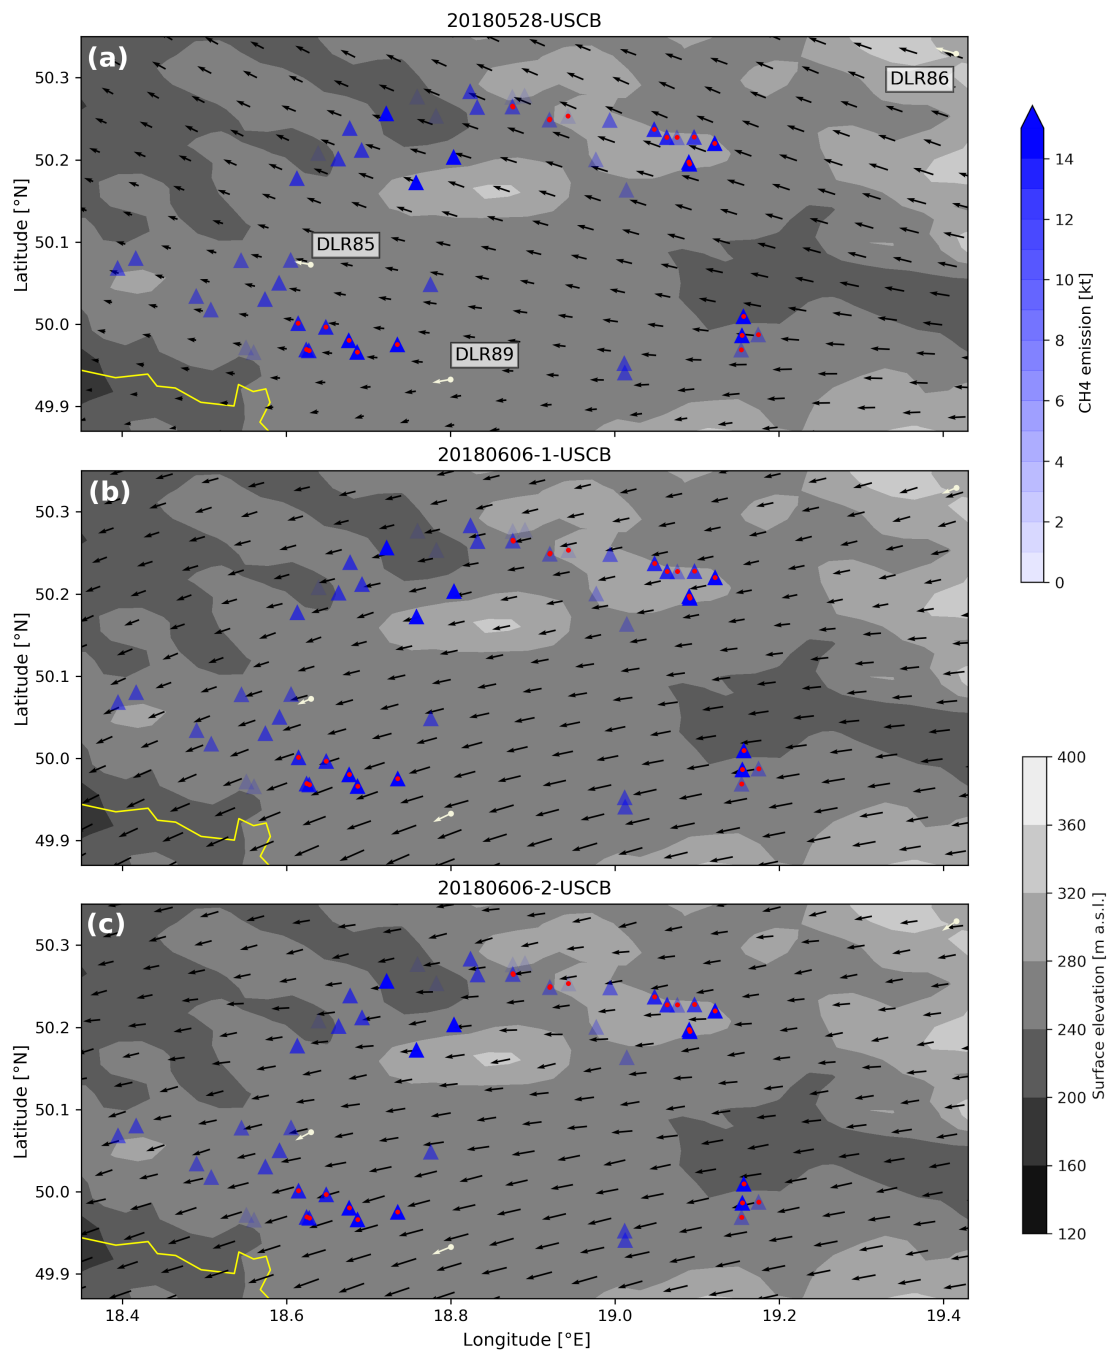 20180528-USCB
(a)
DLR86
DLR85
DLR89
50.3
50.2
50.1
50.0
49.9
Latitude [°N]
20180606-1-USCB
(b)
50.3
50.2
50.1
50.0
49.9
Latitude [°N]
20180606-2-USCB
(c)
50.3
50.2
50.1
50.0
49.9
Latitude [°N]
18.4 18.6 18.8 19.0 19.2 19.4
Longitude [°E]
14
12
10
8
6
4
2
0
CH4 emission [kt]
400
360
320
280
240
200
160
120
Surface elevation [m a.s.l.]